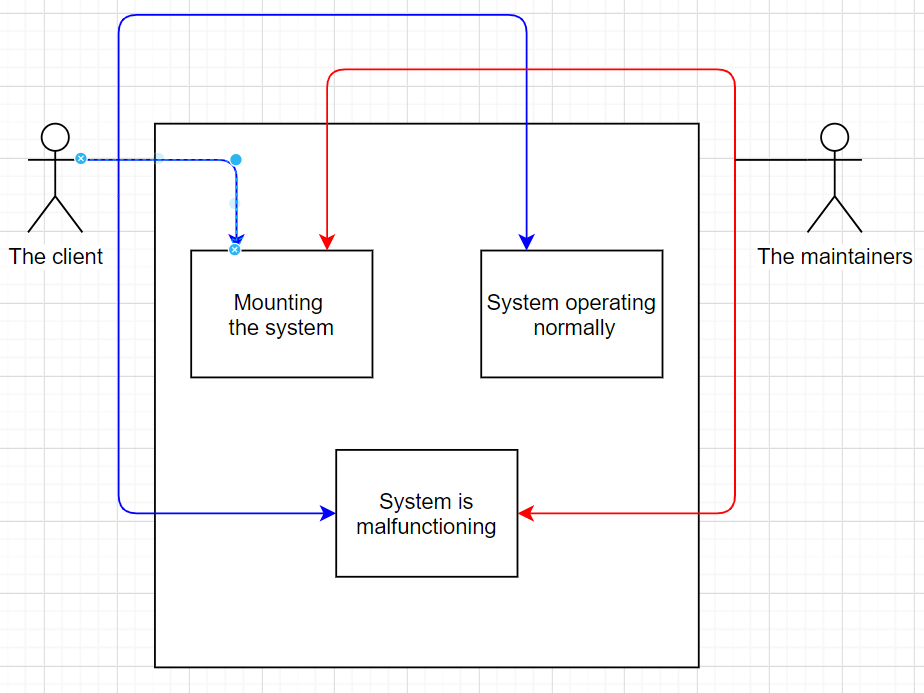 The client
The maintainers
Mounting
the system
System operating
normally
System is
malfunctioning